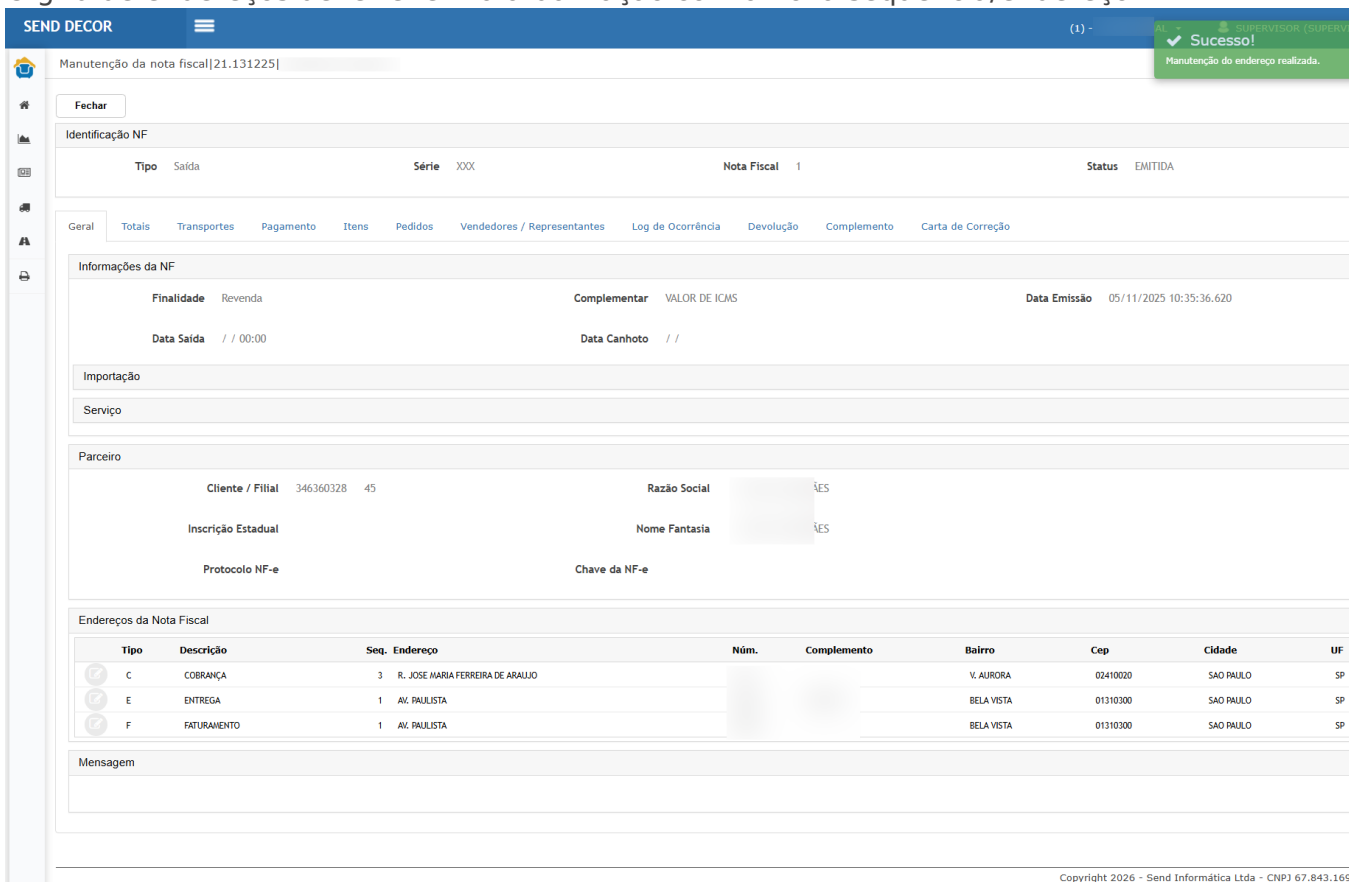 SEND DECOR (1) - AL SUPERVISOR (SUPERV
Sucesso!
Manutenção do endereço realizada.
Manutenção da nota fiscal|21.131225|
Fechar
Identificação NF
Tipo Saída Série XXX Nota Fiscal 1 Status EMITIDA
Geral Totais Transportes Pagamento Itens Pedidos Vendedores / Representantes Log de Ocorrência Devolução Complemento Carta de Correção
Informações da NF
Finalidade Revenda Complementar VALOR DE ICMS Data Emissão 05/11/2025 10:35:36.620
Data Saída / / 00:00 Data Canhoto / /
Importação
Serviço
Parceiro
Cliente / Filial 346360328 45 Razão Social ÃES
Inscrição Estadual Nome Fantasia ÃES
Protocolo NF-e Chave da NF-e
Endereços da Nota Fiscal
Tipo Descrição Seq. Endereço Núm. Complemento Bairro Cep Cidade UF
C COBRANÇA 3 R. JOSE MARIA FERREIRA DE ARAUJO V. AURORA 02410020 SAO PAULO SP
E ENTREGA 1 AV. PAULISTA BELA VISTA 01310300 SAO PAULO SP
F FATURAMENTO 1 AV. PAULISTA BELA VISTA 01310300 SAO PAULO SP
Mensagem
Copyright 2026 - Send Informática Ltda - CNPJ 67.843.169